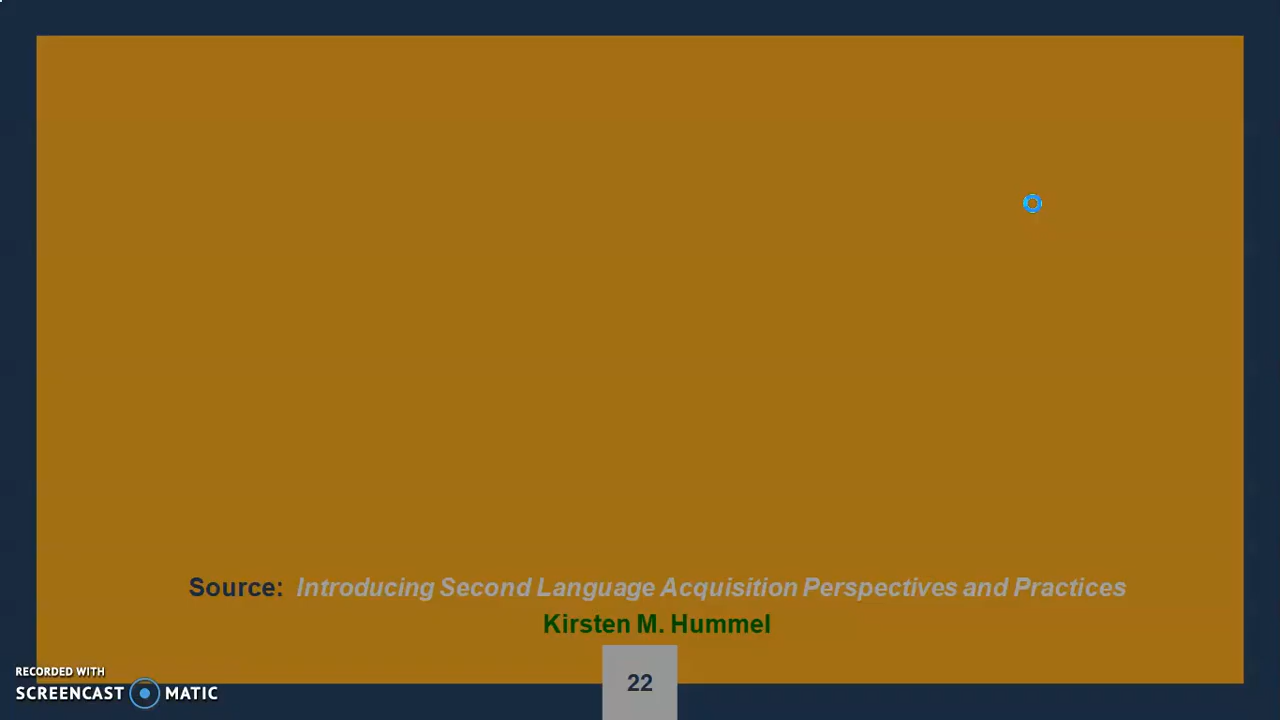 Source: Introducing Second Language Acquisition Perspectives and Practices
Kirsten M. Hummel
22
RECORDED WITH
SCREENCAST MATIC